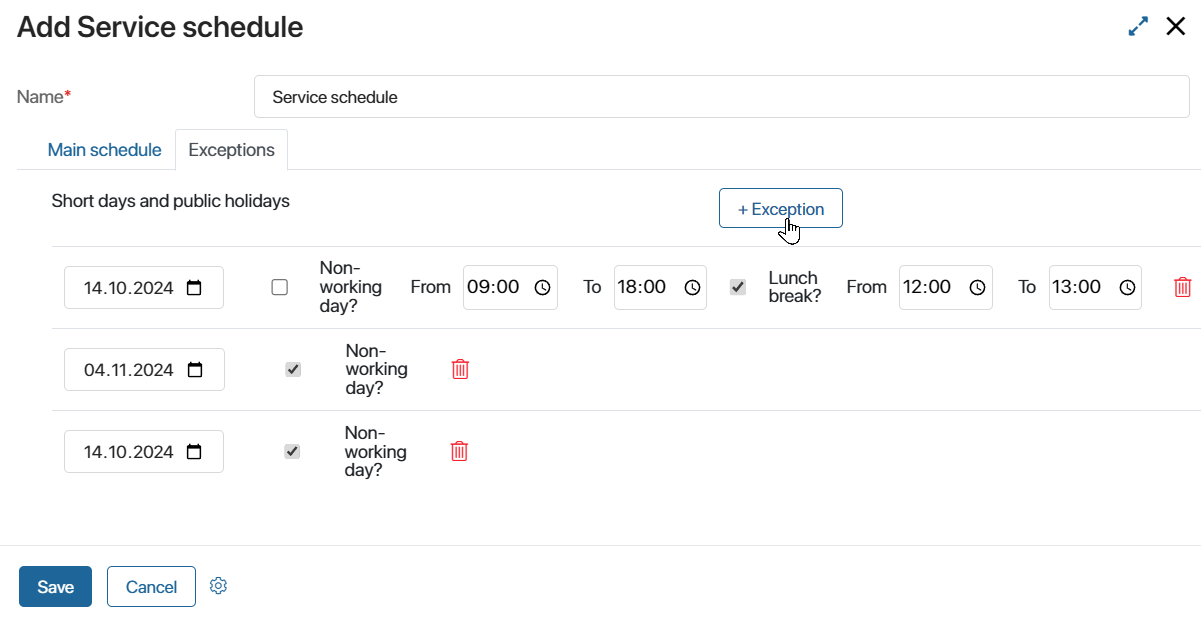 Add Service schedule
Name*
Service schedule
Main schedule
Exceptions
Short days and public holidays
+ Exception
14.10.2024
Non-
working
day?
From
09:00
To
18:00
Lunch
break?
From
12:00
To
13:00
04.11.2024
Non-
working
day?
14.10.2024
Non-
working
day?
Save
Cancel